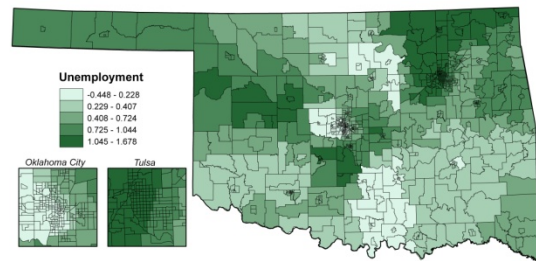 Unemployment
-0.448 - 0.228
0.229 - 0.407
0.408 - 0.724
0.725 - 1.044
1.045 - 1.678
Oklahoma City
Tulsa